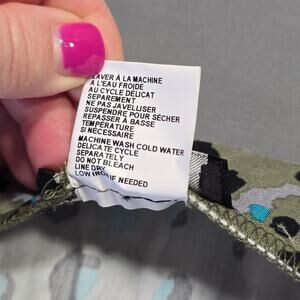 LAVER À LA MACHINE
A L'EAU FROIDE
AU CYCLE DÉLICAT
SEPAREMENT
NE PAS JAVELLISER
SUSPENDRE POUR SÉCHER
REPASSER À BASSE
TEMPÉRATURE
SI NÉCESSAIRE
MACHINE WASH COLD WATER
DELICATE CYCLE
SEPARATELY
DO NOT BLEACH
LINE DRY
LOW IRON IF NEEDED